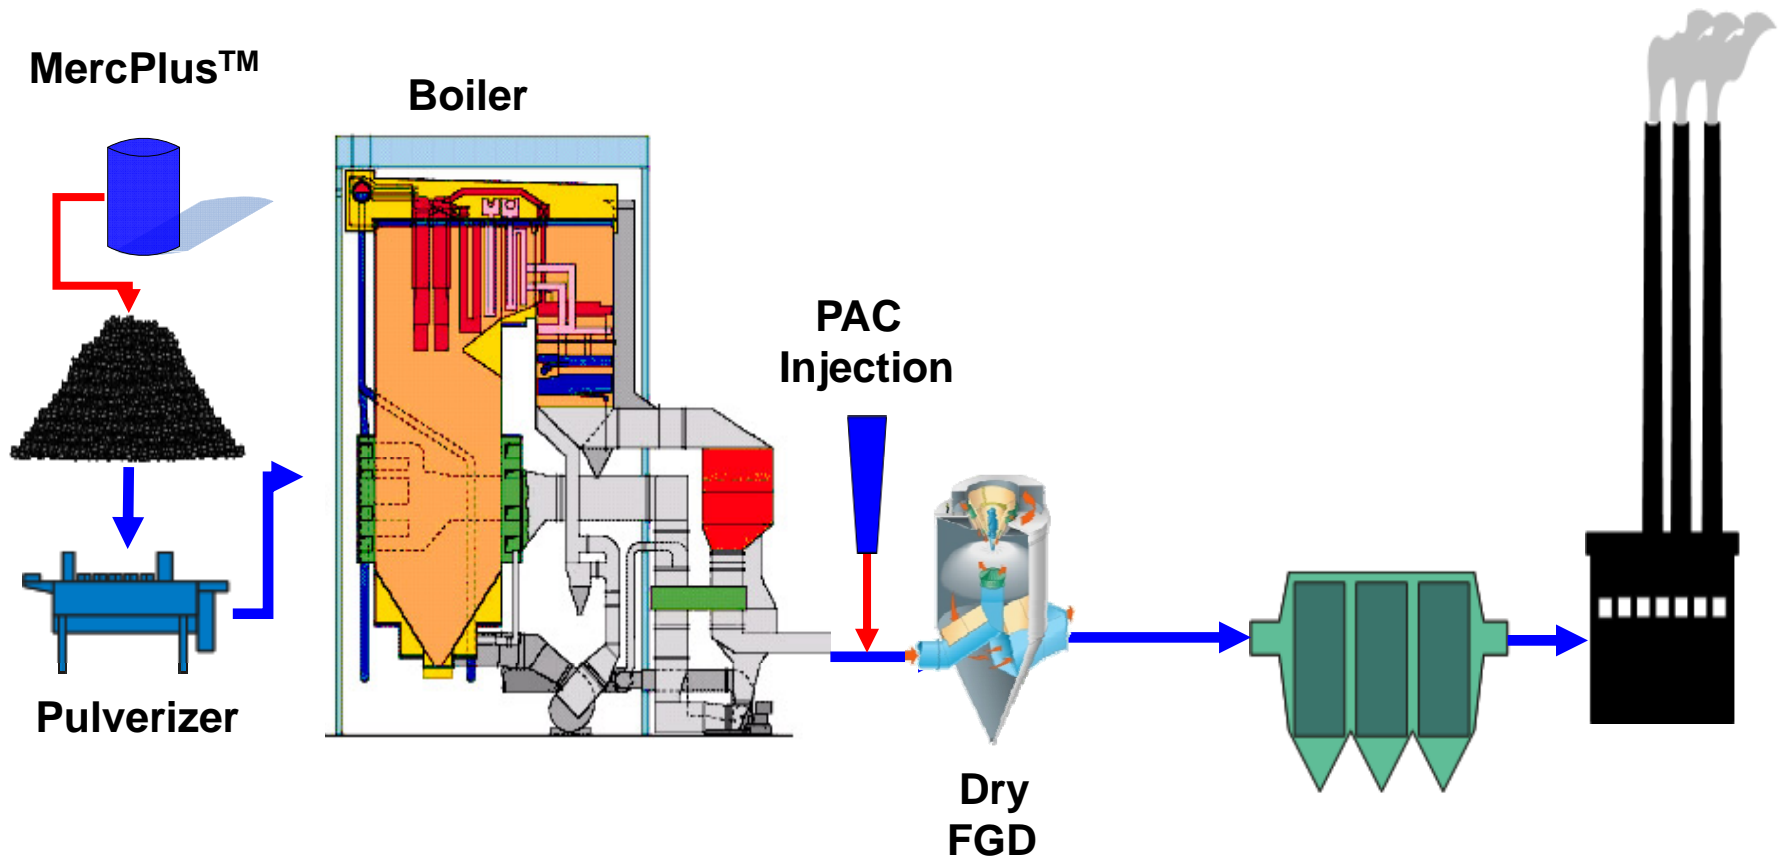 MercPlus™
Boiler
PAC
Injection
Pulverizer
Dry
FGD